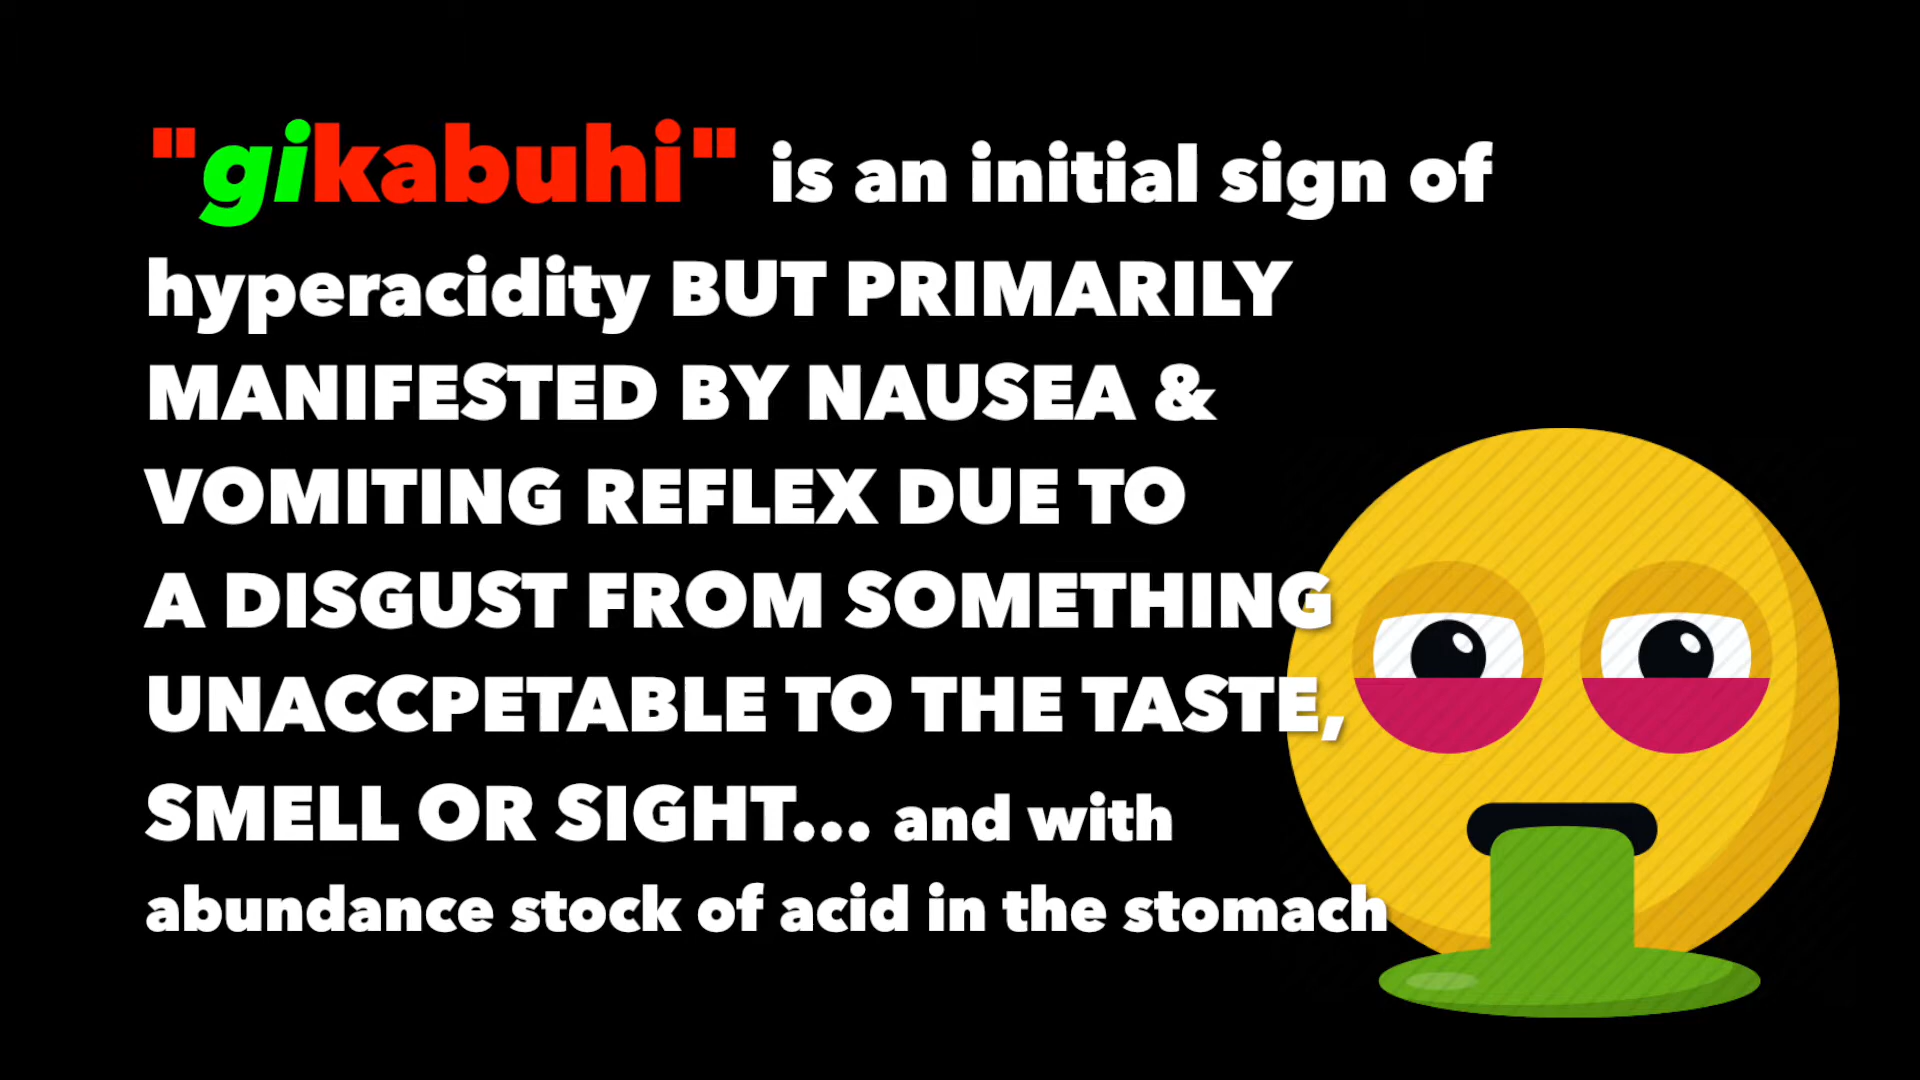 "gikabuhi" is an initial sign of
hyperacidity BUT PRIMARILY
MANIFESTED BY NAUSEA &
VOMITING REFLEX DUE TO
A DISGUST FROM SOMETHING
UNACCPETABLE TO THE TASTE,
SMELL OR SIGHT... and with
abundance stock of acid in the stomach